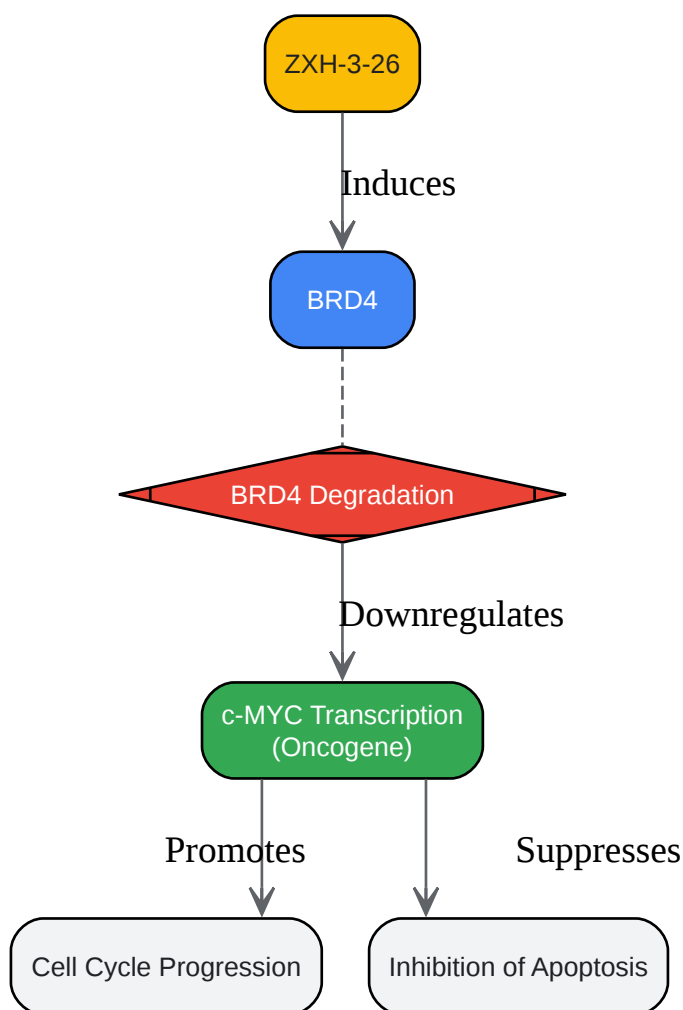 ZXH-3-26
Induces
BRD4
BRD4 Degradation
Downregulates
c-MYC Transcription
(Oncogene)
Promotes
Suppresses
Cell Cycle Progression
Inhibition of Apoptosis